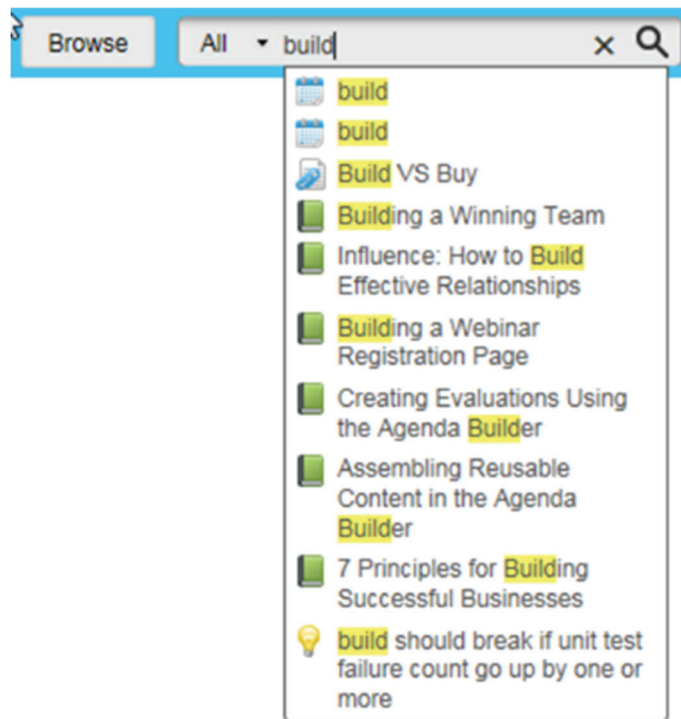 Browse All build
build
build
Build VS Buy
Building a Winning Team
Influence: How to Build
Effective Relationships
Building a Webinar
Registration Page
Creating Evaluations Using
the Agenda Builder
Assembling Reusable
Content in the Agenda
Builder
7 Principles for Building
Successful Businesses
build should break if unit test
failure count go up by one or
more